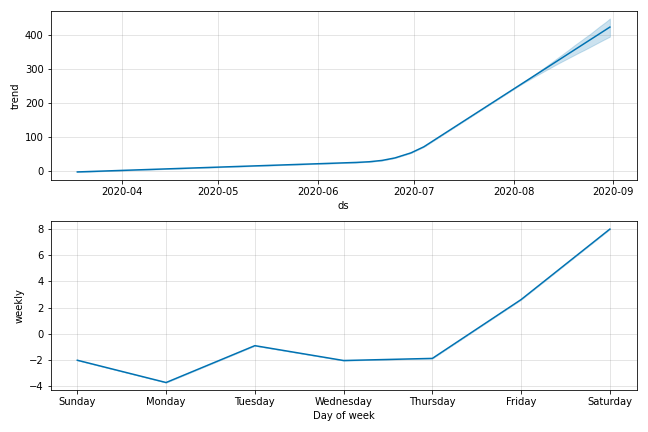 400
300
200
100
0
trend
2020-04 2020-05 2020-06 2020-07 2020-08 2020-09
ds
8
6
4
2
0
−2
−4
weekly
Sunday Monday Tuesday Wednesday Thursday Friday Saturday
Day of week